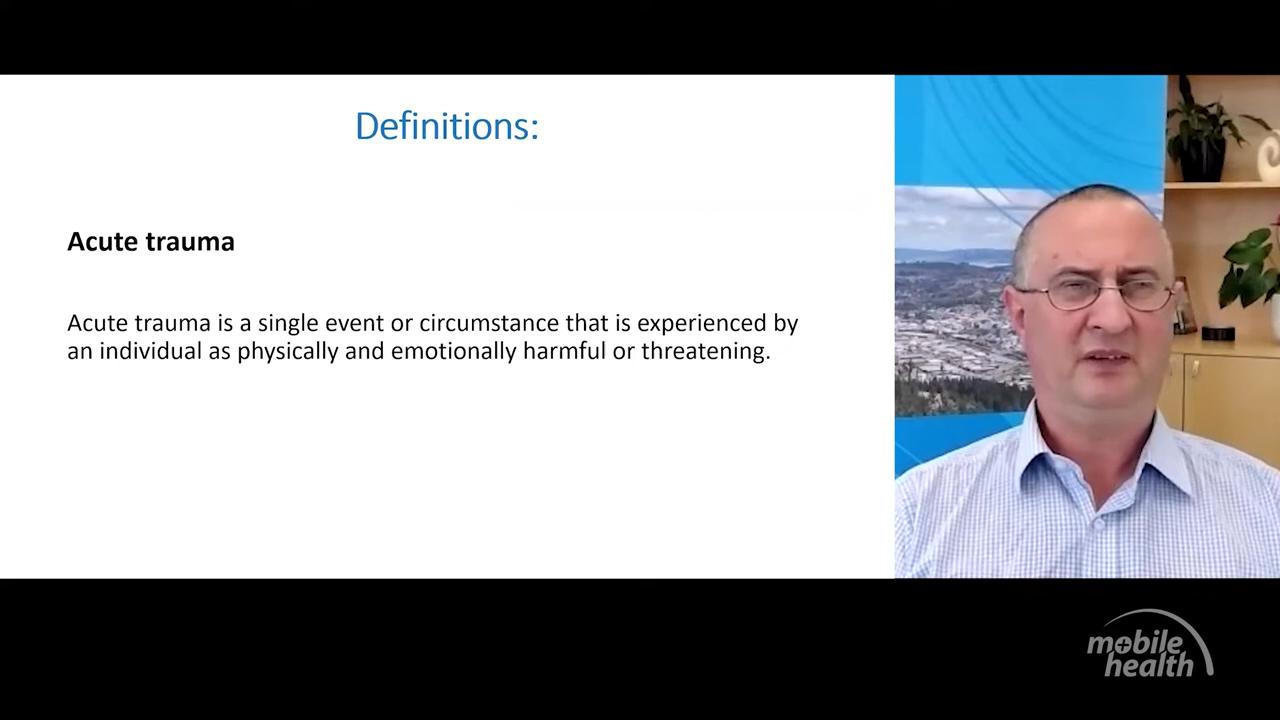 Definitions:
Acute trauma
Acute trauma is a single event or circumstance that is experienced by
an individual as physically and emotionally harmful or threatening.
mobile
health